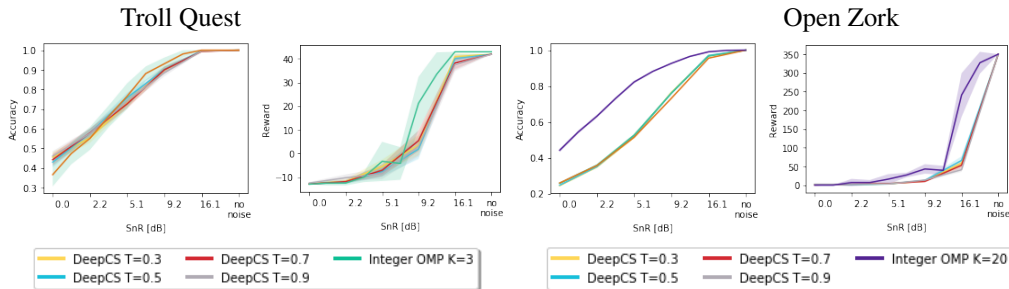 Troll Quest
Open Zork
1.0
0.9
0.8
0.7
0.6
0.5
0.4
0.3
Accuracy
0.0 2.2 5.1 9.2 16.1 no noise
SnR [dB]
40
30
20
10
0
−10
Reward
0.0 2.2 5.1 9.2 16.1 no noise
SnR [dB]
1.0
0.8
0.6
0.4
0.2
Accuracy
0.0 2.2 5.1 9.2 16.1 no noise
SnR [dB]
350
300
250
200
150
100
50
0
Reward
0.0 2.2 5.1 9.2 16.1 no noise
SnR [dB]
DeepCS T=0.3 DeepCS T=0.7 Integer OMP K=3
DeepCS T=0.5 DeepCS T=0.9
DeepCS T=0.3 DeepCS T=0.7 Integer OMP K=20
DeepCS T=0.5 DeepCS T=0.9